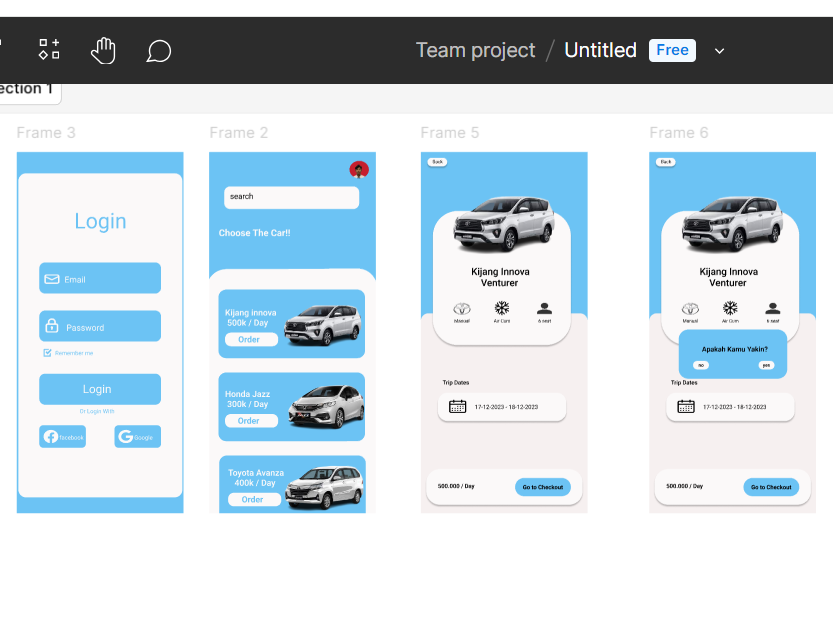 Team project / Untitled Free
ection 1
Frame 3
Login
Email
Password
Remember me
Login
Or Login With
facebook
Google
Frame 2
search
Choose The Car!!
Kijang innova
500k / Day
Order
Honda Jazz
300k / Day
Order
Toyota Avanza
400k / Day
Order
Frame 5
Back
Kijang Innova
Venturer
Manual
Air Curn
6 seat
Trip Dates
17-12-2023 - 18-12-2023
500.000 / Day
Go to Checkout
Frame 6
Back
Kijang Innova
Venturer
Manual
Air Curn
6 seat
Apakah Kamu Yakin?
no
yes
Trip Dates
17-12-2023 - 18-12-2023
500.000 / Day
Go to Checkout